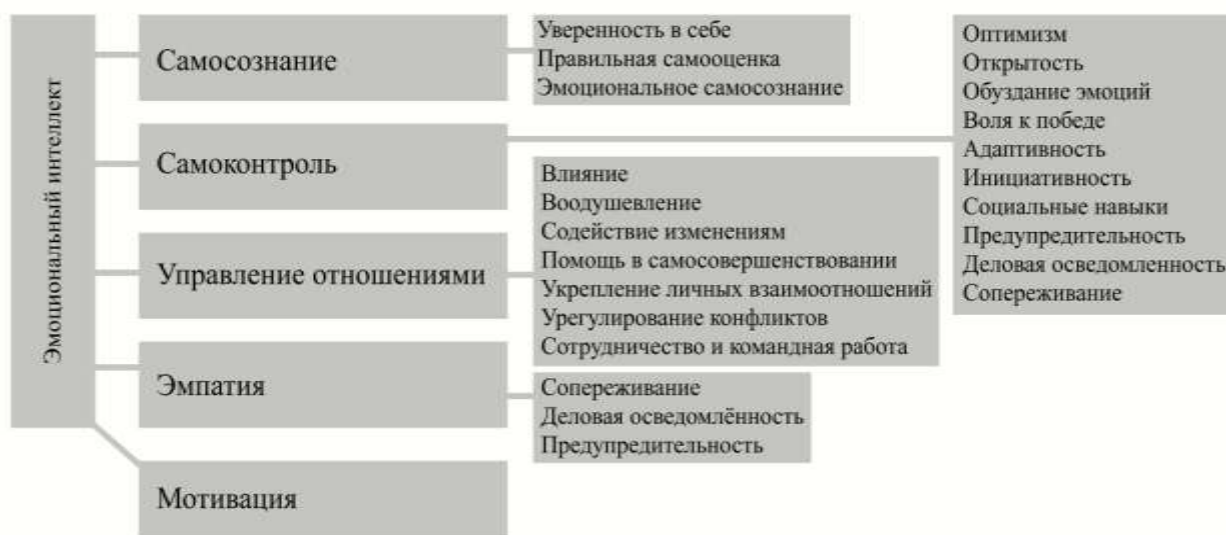 Эмоциональный интеллект
Самосознание
Уверенность в себе
Правильная самооценка
Эмоциональное самосознание
Самоконтроль
Оптимизм
Открытость
Обуздание эмоций
Воля к победе
Адаптивность
Инициативность
Социальные навыки
Предупредительность
Деловая осведомленность
Сопереживание
Управление отношениями
Влияние
Воодушевление
Содействие изменениям
Помощь в самосовершенствовании
Укрепление личных взаимоотношений
Урегулирование конфликтов
Сотрудничество и командная работа
Эмпатия
Сопереживание
Деловая осведомлённость
Предупредительность
Мотивация